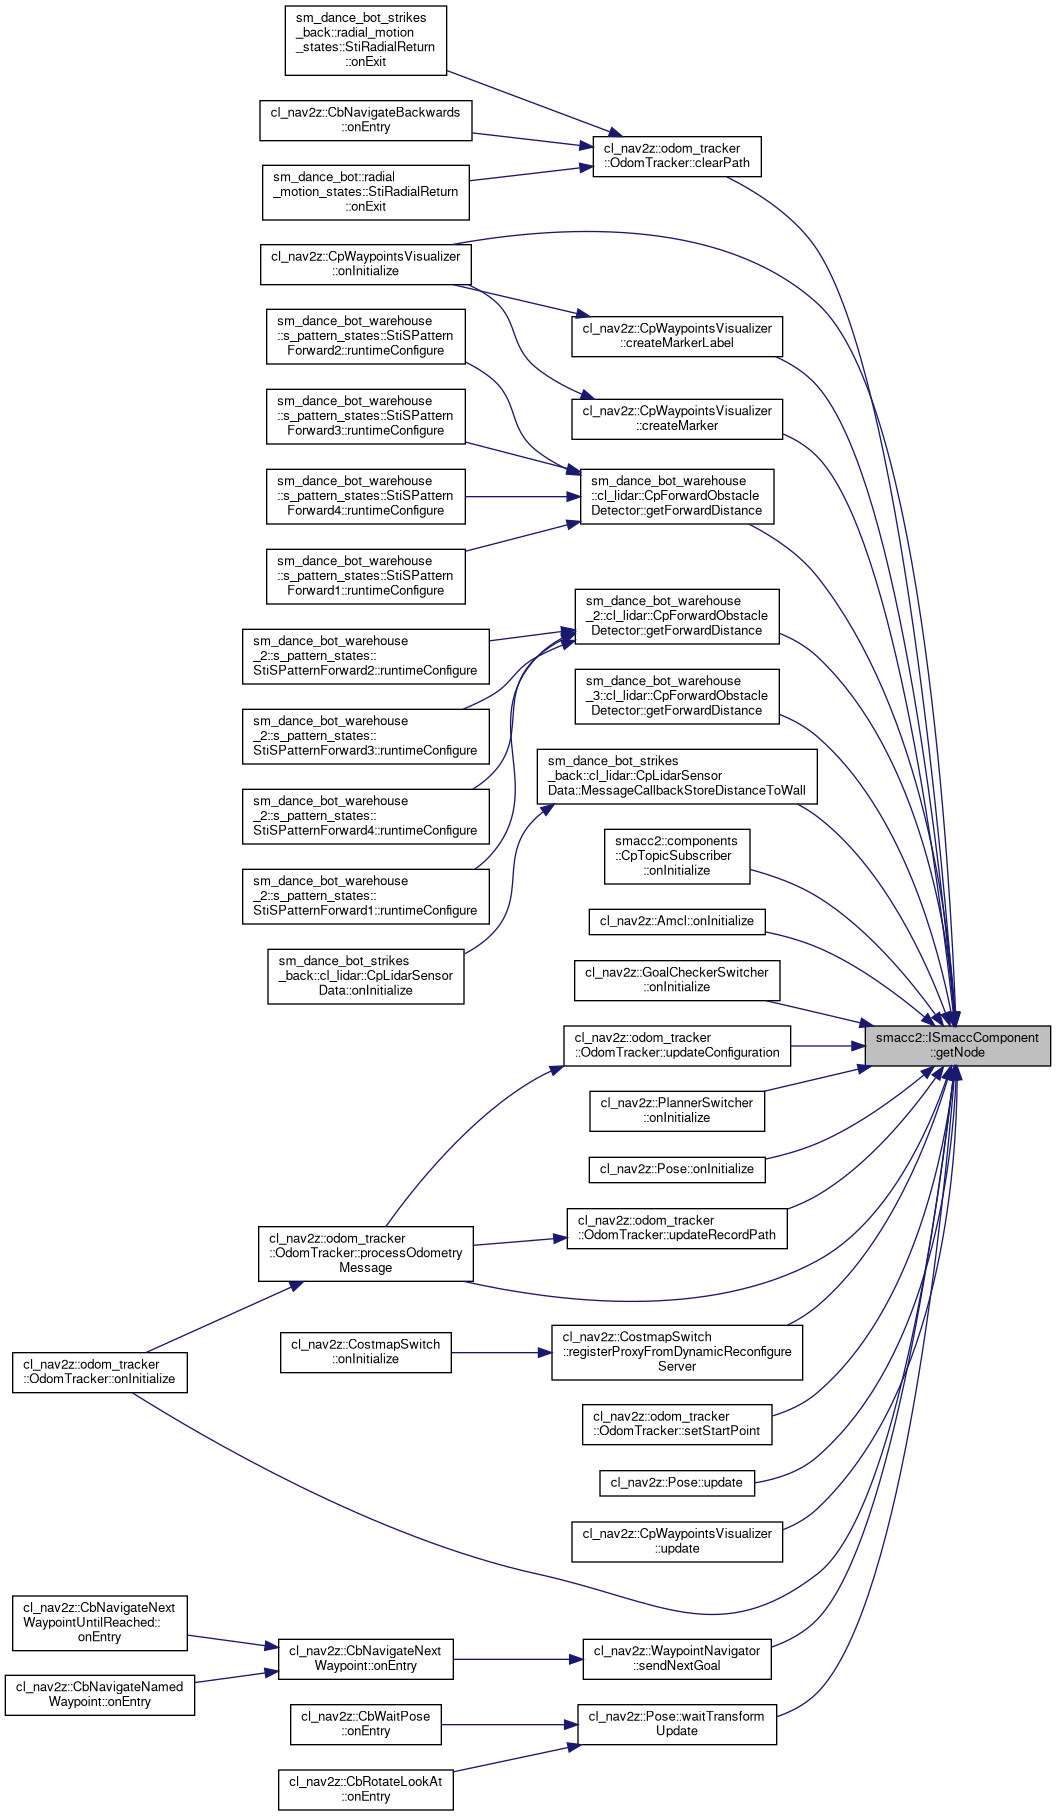 sm_dance_bot_strikes
_back::radial_motion
_states::StiRadialReturn
::onExit
cl_nav2z::CbNavigateBackwards
::onEntry
cl_nav2z::odom_tracker
::OdomTracker::clearPath
sm_dance_bot::radial
_motion_states::StiRadialReturn
::onExit
cl_nav2z::CpWaypointsVisualizer
::onInitialize
sm_dance_bot_warehouse
::s_pattern_states::StiSPattern
Forward2::runtimeConfigure
cl_nav2z::CpWaypointsVisualizer
::createMarkerLabel
sm_dance_bot_warehouse
::s_pattern_states::StiSPattern
Forward3::runtimeConfigure
cl_nav2z::CpWaypointsVisualizer
::createMarker
sm_dance_bot_warehouse
::s_pattern_states::StiSPattern
Forward4::runtimeConfigure
sm_dance_bot_warehouse
::cl_lidar::CpForwardObstacle
Detector::getForwardDistance
sm_dance_bot_warehouse
::s_pattern_states::StiSPattern
Forward1::runtimeConfigure
sm_dance_bot_warehouse
_2::cl_lidar::CpForwardObstacle
Detector::getForwardDistance
sm_dance_bot_warehouse
_2::s_pattern_states::
StiSPatternForward2::runtimeConfigure
sm_dance_bot_warehouse
_3::cl_lidar::CpForwardObstacle
Detector::getForwardDistance
sm_dance_bot_warehouse
_2::s_pattern_states::
StiSPatternForward3::runtimeConfigure
sm_dance_bot_strikes
_back::cl_lidar::CpLidarSensor
Data::MessageCallbackStoreDistanceToWall
sm_dance_bot_warehouse
_2::s_pattern_states::
StiSPatternForward4::runtimeConfigure
smacc2::components
::CpTopicSubscriber
::onInitialize
sm_dance_bot_warehouse
_2::s_pattern_states::
StiSPatternForward1::runtimeConfigure
cl_nav2z::Amcl::onInitialize
sm_dance_bot_strikes
_back::cl_lidar::CpLidarSensor
Data::onInitialize
cl_nav2z::GoalCheckerSwitcher
::onInitialize
smacc2::ISmaccComponent
::getNode
cl_nav2z::odom_tracker
::OdomTracker::updateConfiguration
cl_nav2z::PlannerSwitcher
::onInitialize
cl_nav2z::Pose::onInitialize
cl_nav2z::odom_tracker
::OdomTracker::updateRecordPath
cl_nav2z::odom_tracker
::OdomTracker::processOdometry
Message
cl_nav2z::CostmapSwitch
::onInitialize
cl_nav2z::CostmapSwitch
::registerProxyFromDynamicReconfigure
Server
cl_nav2z::odom_tracker
::OdomTracker::onInitialize
cl_nav2z::odom_tracker
::OdomTracker::setStartPoint
cl_nav2z::Pose::update
cl_nav2z::CpWaypointsVisualizer
::update
cl_nav2z::CbNavigateNext
WaypointUntilReached::
onEntry
cl_nav2z::CbNavigateNext
Waypoint::onEntry
cl_nav2z::WaypointNavigator
::sendNextGoal
cl_nav2z::CbNavigateNamed
Waypoint::onEntry
cl_nav2z::CbWaitPose
::onEntry
cl_nav2z::Pose::waitTransform
Update
cl_nav2z::CbRotateLookAt
::onEntry